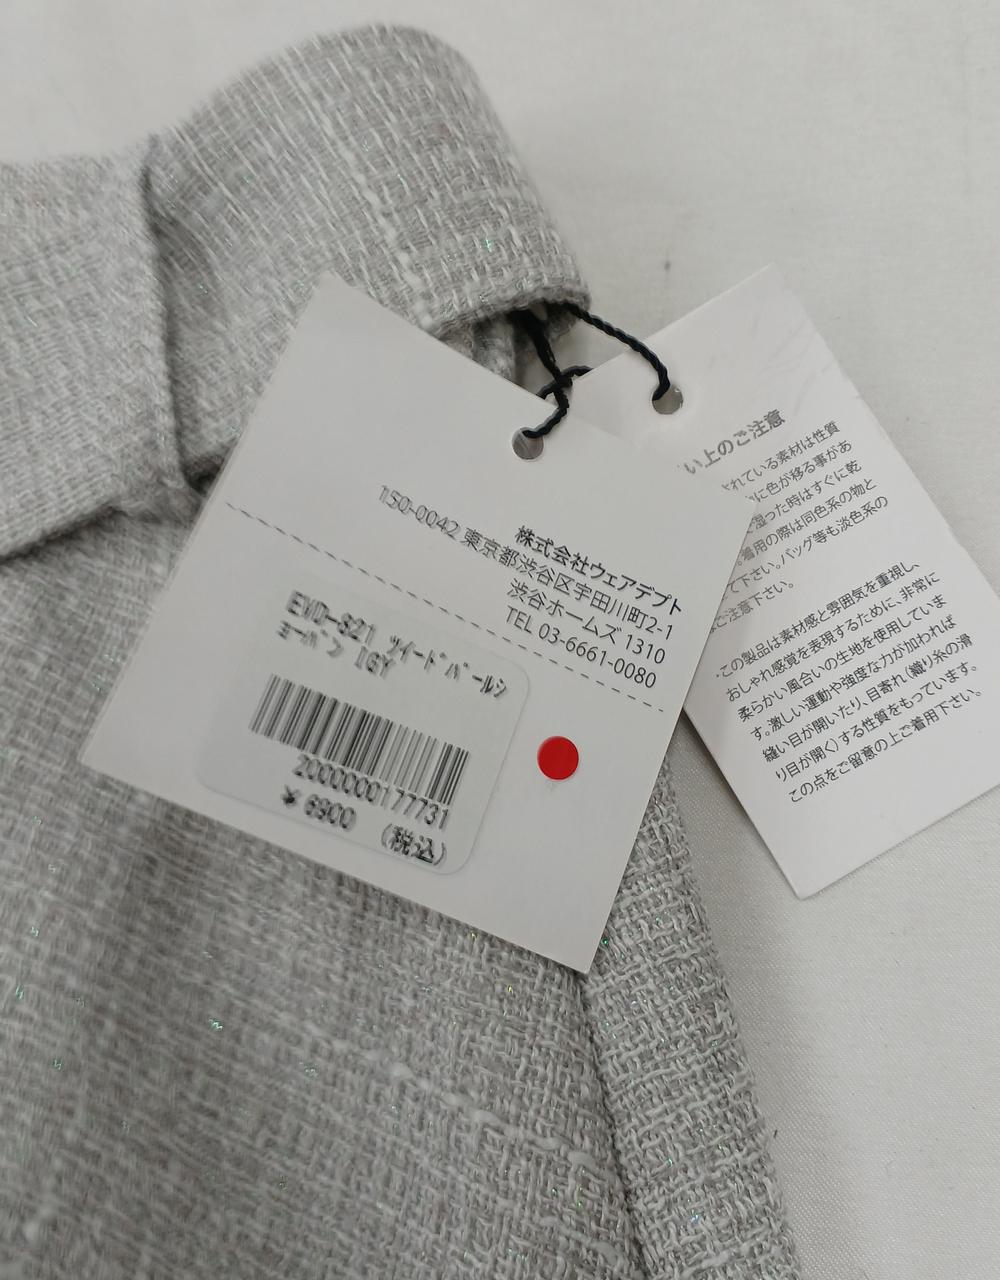 株式会社ウェアデプト
150-0042 東京都渋谷区宇田川町2-1
渋谷ホームズ 1310
TEL 03-6661-0080
EWD-321 ツイードパールシ
ョーパン IGY
2000000177731
¥ 6900 (税込)
い上のご注意
されている素材は性質
に色が移る事があ
湿った時はすぐに乾
着用の際は同色系の物と
て下さい。バッグ等も淡色系の
ご注意下さい。
・この製品は素材感と雰囲気を重視し、
おしゃれ感覚を表現するために、非常に
柔らかい風合いの生地を使用していま
す。激しい運動や強度な力が加われば
縫い目が開いたり、目寄れ(織り糸の滑
り目が開く)する性質をもっています。
この点をご留意の上ご着用下さい。